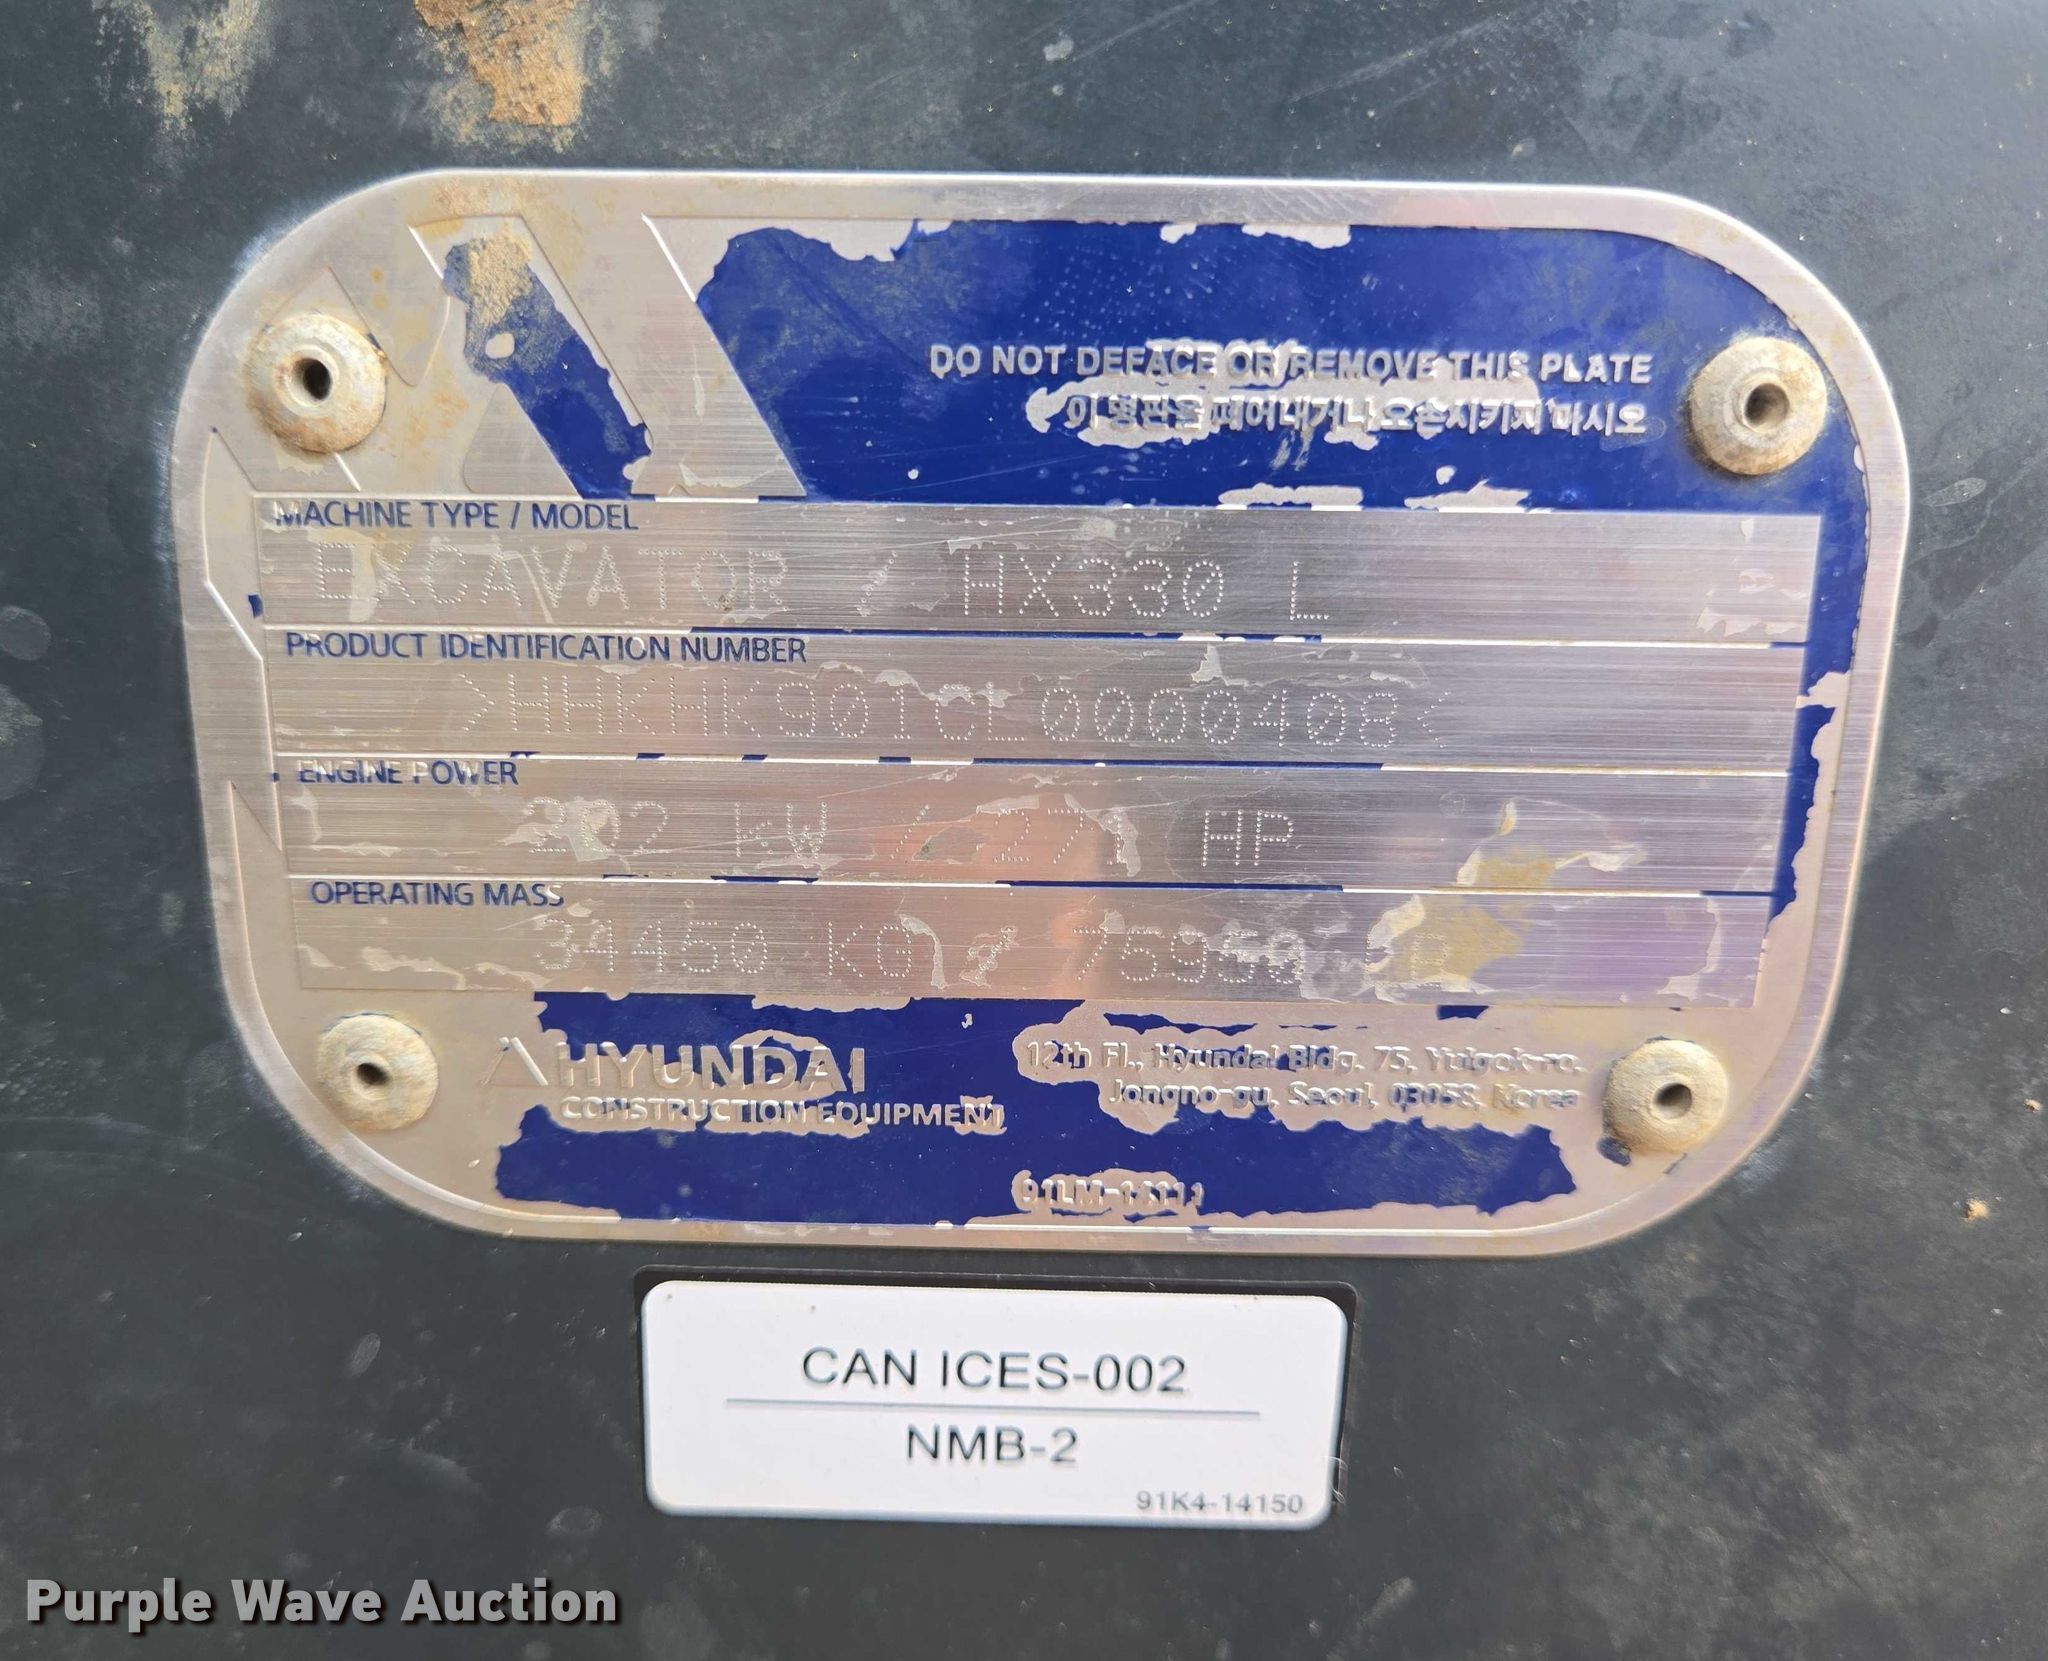 DO NOT DEFACE OR REMOVE THIS PLATE
이 명판을 떼어내거나 오손시키지 마시오
MACHINE TYPE / MODEL
EXCAVATOR / HX330 L
PRODUCT IDENTIFICATION NUMBER
>HHKHK901CL0000408<
ENGINE POWER
202 kW / 271 HP
OPERATING MASS
34450 KG / 75950
HYUNDAI
CONSTRUCTION EQUIPMENT
12th Fl., Hyundai Bldg. 75, Yulgok-ro,
Jongno-gu, Seoul, 03058, Korea
CAN ICES-002
NMB-2
91K4-14150
Purple Wave Auction